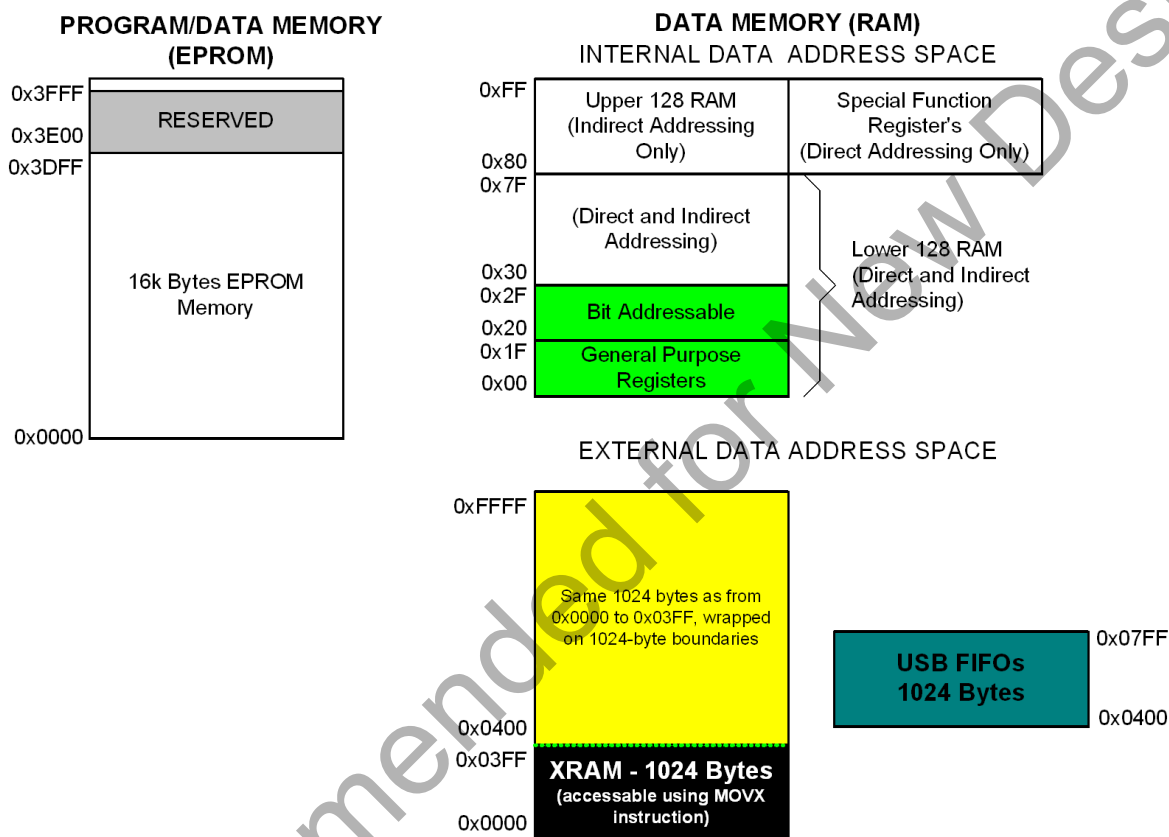 PROGRAM/DATA MEMORY
(EPROM)
0x3FFF
RESERVED
0x3E00
0x3DFF
16k Bytes EPROM
Memory
0x0000
DATA MEMORY (RAM)
INTERNAL DATA ADDRESS SPACE
0xFF
Upper 128 RAM
(Indirect Addressing
Only)
0x80
Special Function
Register's
(Direct Addressing Only)
0x7F
(Direct and Indirect
Addressing)
0x30
Lower 128 RAM
(Direct and Indirect
Addressing)
0x2F
Bit Addressable
0x20
0x1F
General Purpose
Registers
0x00
EXTERNAL DATA ADDRESS SPACE
0xFFFF
Same 1024 bytes as from
0x0000 to 0x03FF, wrapped
on 1024-byte boundaries
0x0400
0x03FF
XRAM - 1024 Bytes
(accessable using MOVX
instruction)
0x0000
0x07FF
USB FIFOs
1024 Bytes
0x0400
mended for New Des